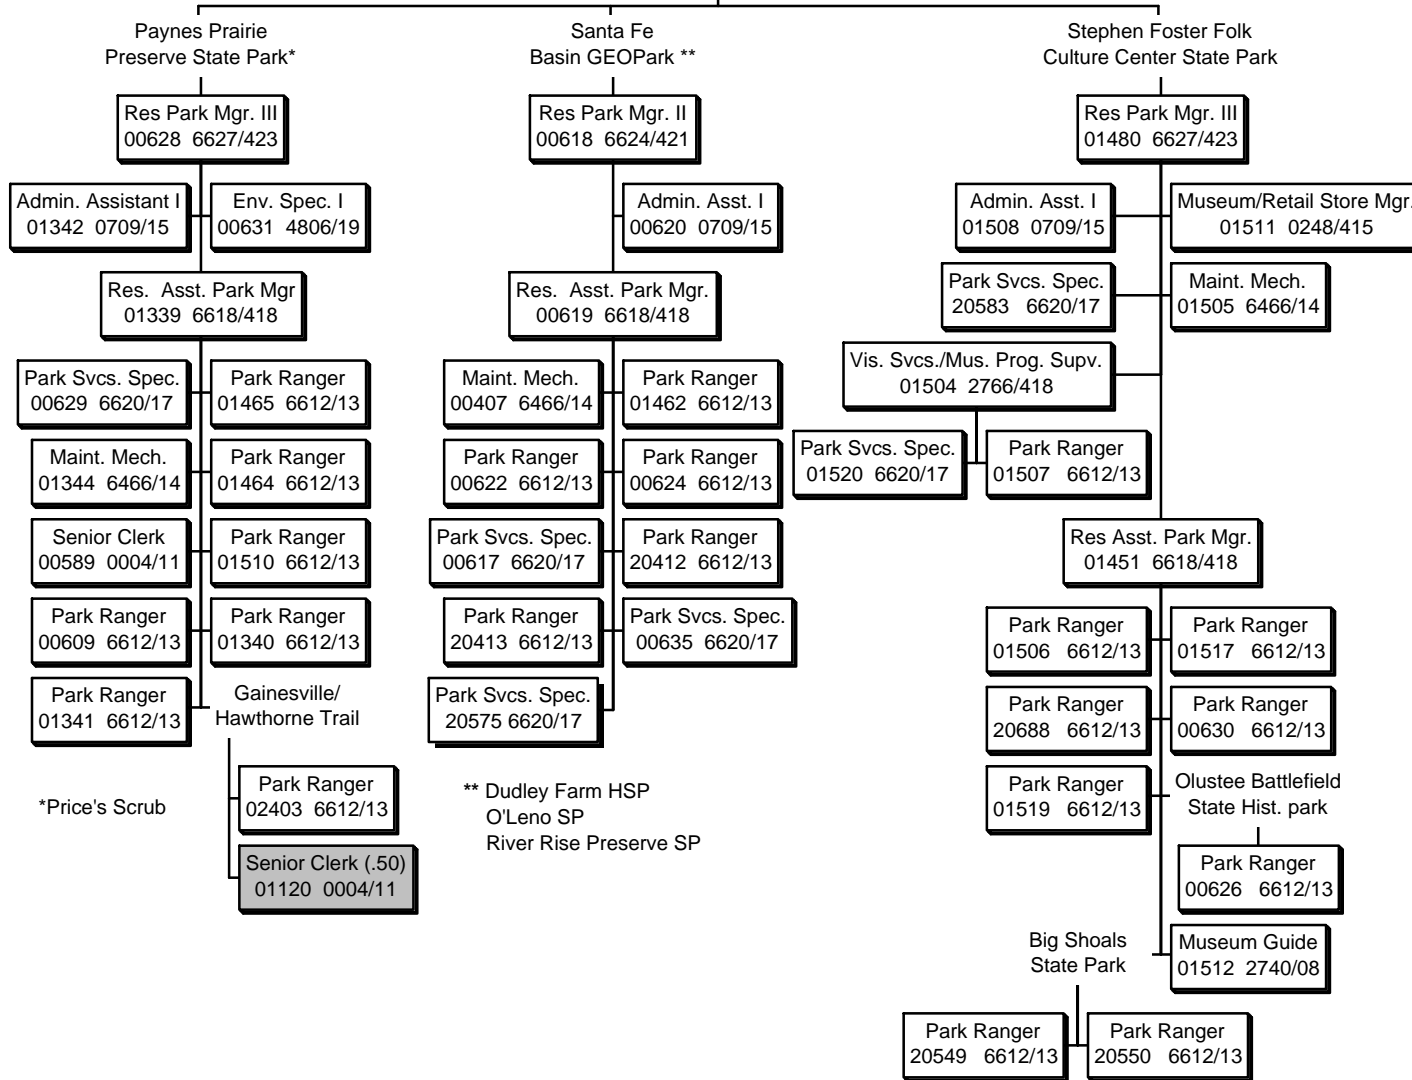 Paynes Prairie
Preserve State Park*
Res Park Mgr. III
00628 6627/423
Admin. Assistant I
01342 0709/15
Env. Spec. I
00631 4806/19
Res. Asst. Park Mgr
01339 6618/418
Park Svcs. Spec.
00629 6620/17
Park Ranger
01465 6612/13
Maint. Mech.
01344 6466/14
Park Ranger
01464 6612/13
Senior Clerk
00589 0004/11
Park Ranger
01510 6612/13
Park Ranger
00609 6612/13
Park Ranger
01340 6612/13
Park Ranger
01341 6612/13
Gainesville/
Hawthorne Trail
Park Ranger
02403 6612/13
Senior Clerk (.50)
01120 0004/11
*Price's Scrub
Santa Fe
Basin GEOPark **
Res Park Mgr. II
00618 6624/421
Admin. Asst. I
00620 0709/15
Res. Asst. Park Mgr.
00619 6618/418
Maint. Mech.
00407 6466/14
Park Ranger
01462 6612/13
Park Ranger
00622 6612/13
Park Ranger
00624 6612/13
Park Svcs. Spec.
00617 6620/17
Park Ranger
20412 6612/13
Park Ranger
20413 6612/13
Park Svcs. Spec.
00635 6620/17
Park Svcs. Spec.
20575 6620/17
** Dudley Farm HSP
O'Leno SP
River Rise Preserve SP
Stephen Foster Folk
Culture Center State Park
Res Park Mgr. III
01480 6627/423
Admin. Asst. I
01508 0709/15
Museum/Retail Store Mgr.
01511 0248/415
Park Svcs. Spec.
20583 6620/17
Maint. Mech.
01505 6466/14
Vis. Svcs./Mus. Prog. Supv.
01504 2766/418
Park Svcs. Spec.
01520 6620/17
Park Ranger
01507 6612/13
Res Asst. Park Mgr.
01451 6618/418
Park Ranger
01506 6612/13
Park Ranger
01517 6612/13
Park Ranger
20688 6612/13
Park Ranger
00630 6612/13
Park Ranger
01519 6612/13
Olustee Battlefield
State Hist. park
Park Ranger
00626 6612/13
Big Shoals
State Park
Museum Guide
01512 2740/08
Park Ranger
20549 6612/13
Park Ranger
20550 6612/13